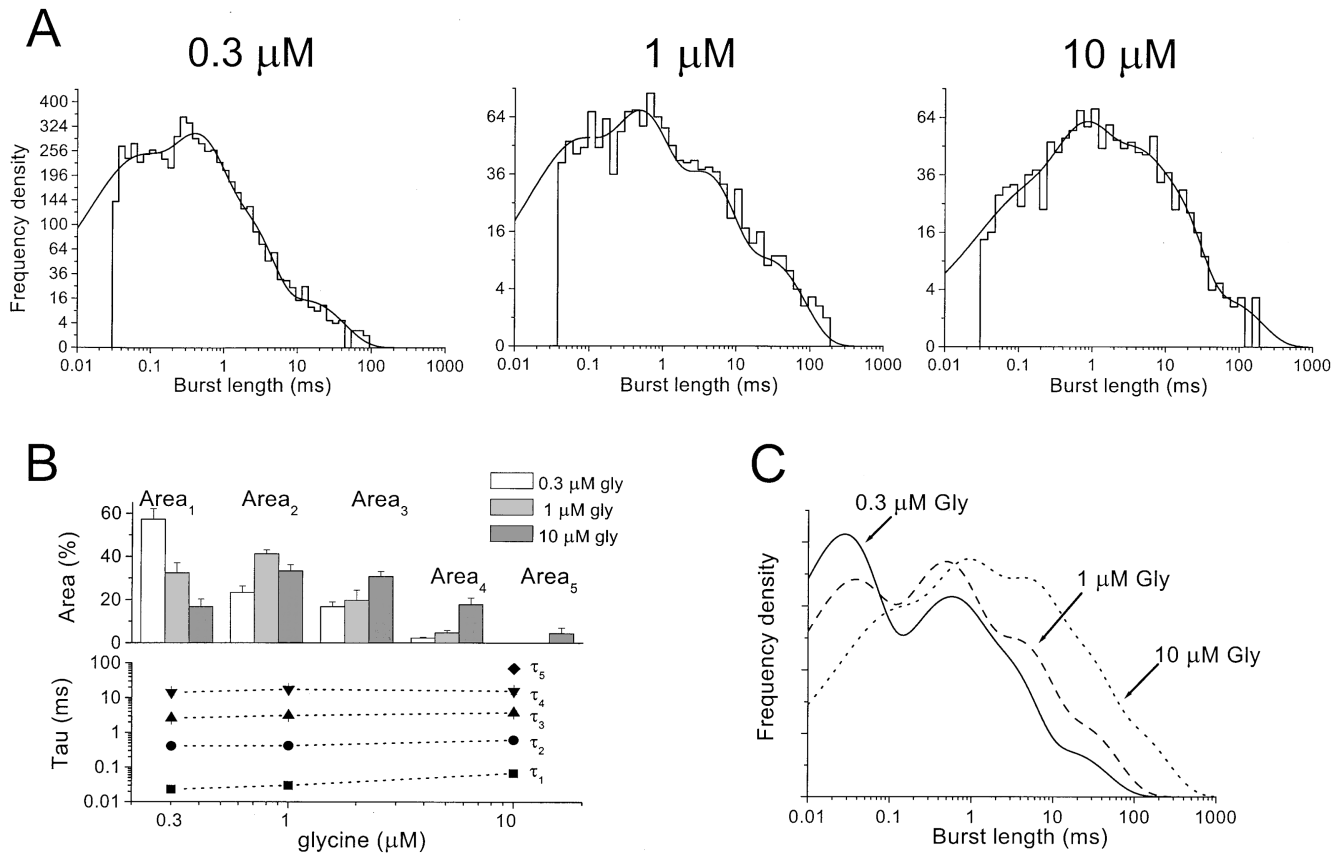 A
0.3 μM
1 μM
10 μM
Frequency density
400
324
256
196
144
100
64
36
16
4
0
0.01 0.1 1 10 100 1000
Burst length (ms)
64
36
16
4
0
0.01 0.1 1 10 100 1000
Burst length (ms)
64
36
16
4
0
0.01 0.1 1 10 100 1000
Burst length (ms)
B
0.3 μM gly
1 μM gly
10 μM gly
Area1 Area2 Area3
Area4 Area5
Area (%)
60
40
20
0
Tau (ms)
100
10
1
0.1
0.01
τ5
τ4
τ3
τ2
τ1
0.3 1 10
glycine (μM)
C
0.3 μM Gly
1 μM Gly
10 μM Gly
Frequency density
0.01 0.1 1 10 100 1000
Burst length (ms)